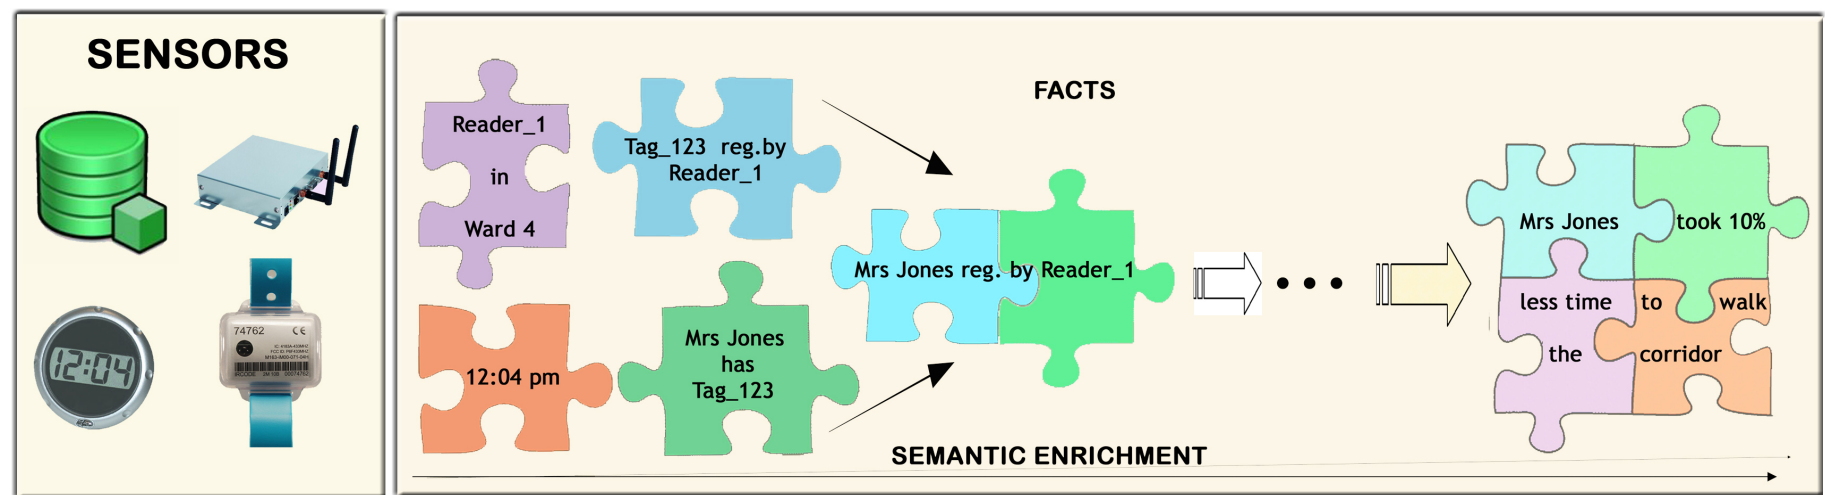 SENSORS
12:04
74762 CE
FACTS
Reader_1
in
Ward 4
Tag_123 reg.by
Reader_1
12:04 pm
Mrs Jones
has
Tag_123
Mrs Jones reg. by Reader_1
Mrs Jones took 10%
less time to walk
the corridor
SEMANTIC ENRICHMENT